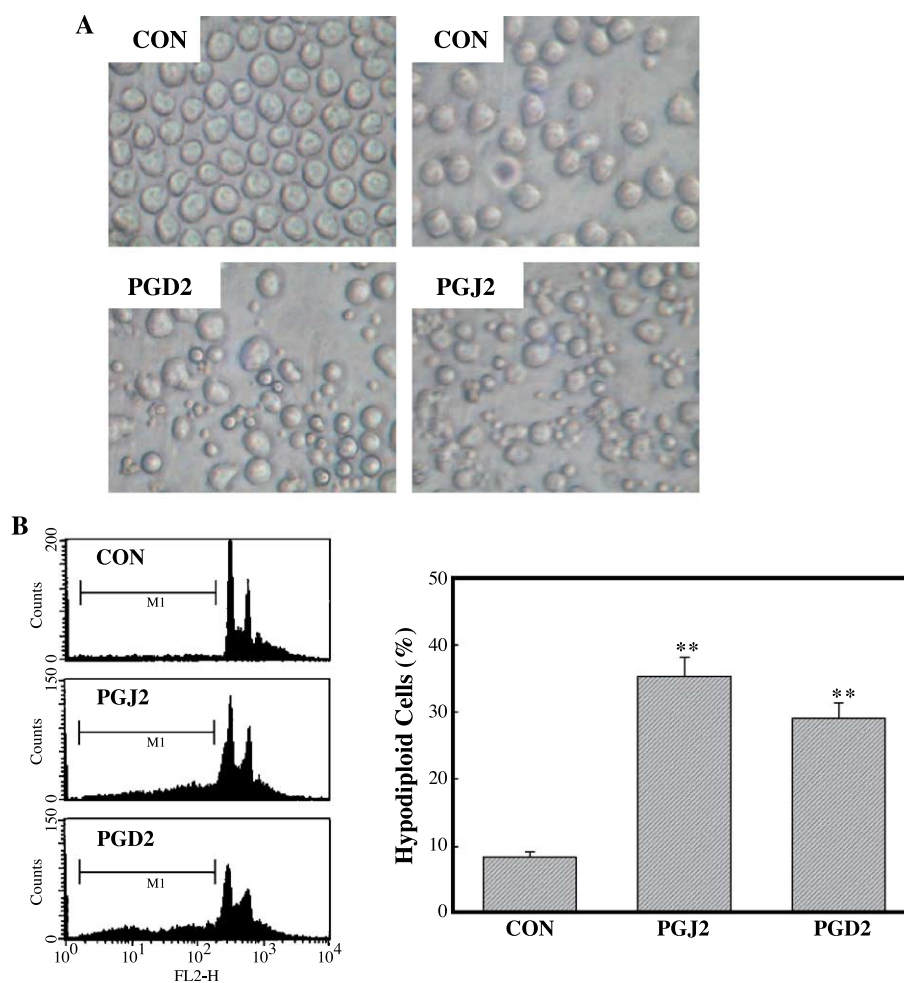 A
CON
CON
PGD2
PGJ2
B
200
CON
Counts
M1
0
150
PGJ2
Counts
M1
0
150
PGD2
Counts
M1
0
10^0 10^1 10^2 10^3 10^4
FL2-H
50
40
30
20
10
0
Hypodiploid Cells (%)
**
**
CON PGJ2 PGD2